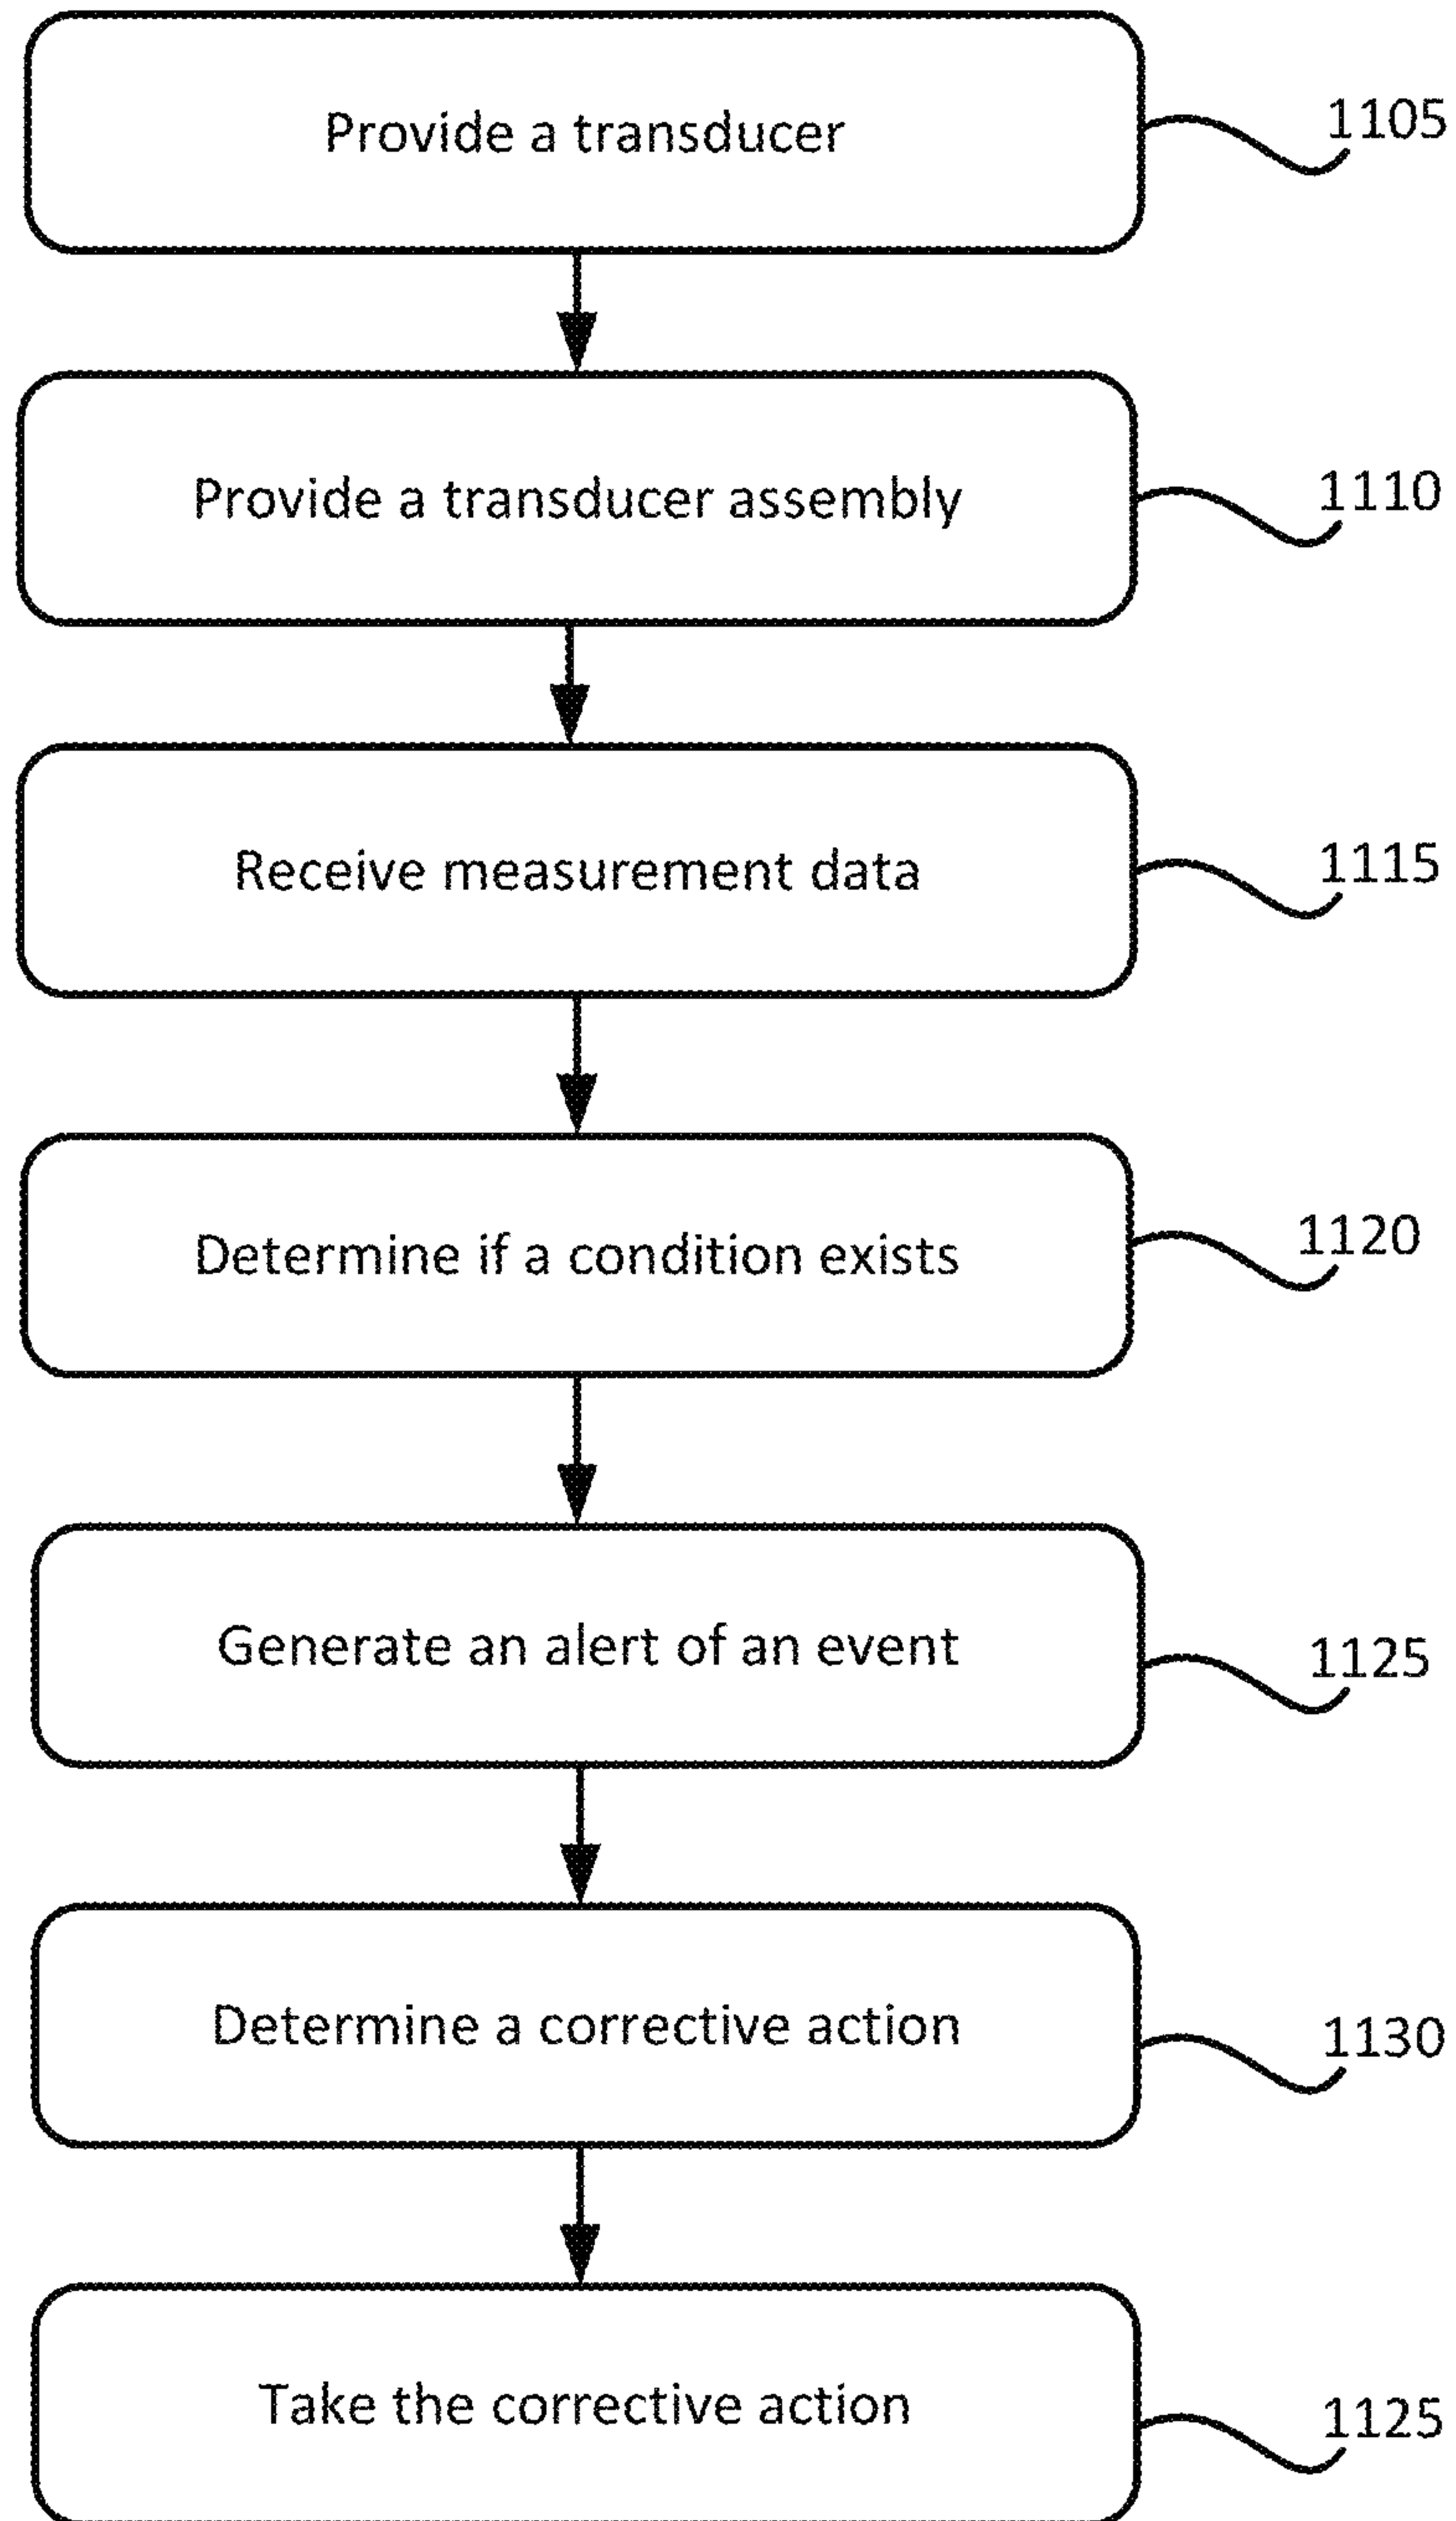 Provide a transducer
1105
Provide a transducer assembly
1110
Receive measurement data
1115
Determine if a condition exists
1120
Generate an alert of an event
1125
Determine a corrective action
1130
Take the corrective action
1125